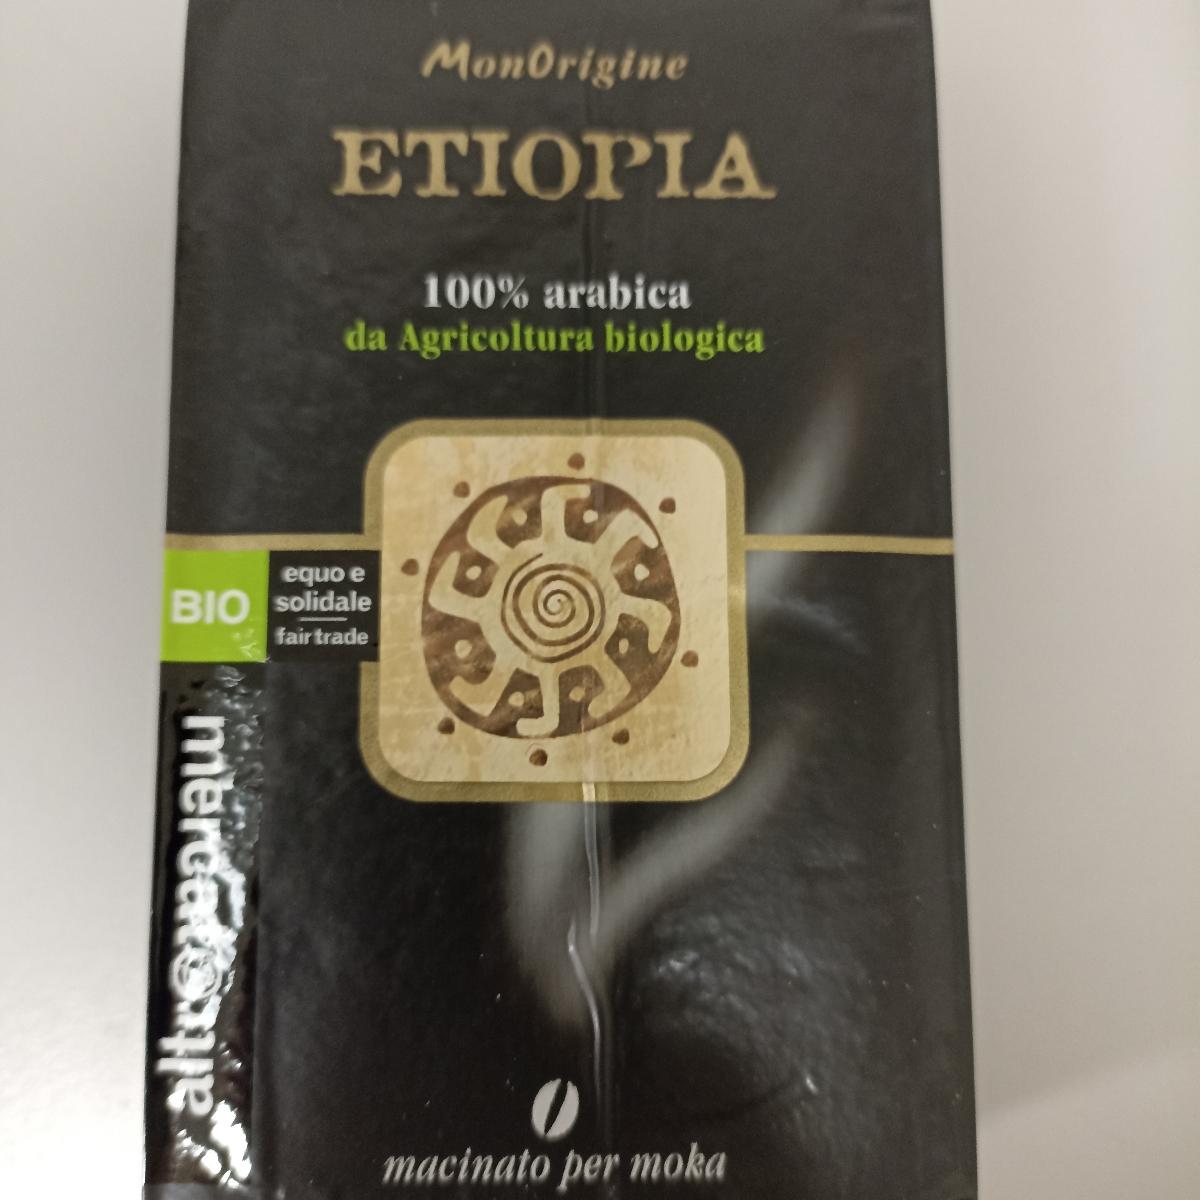 MonOrigine
ETIOPIA
100% arabica
da Agricoltura biologica
BIO
equo e
solidale
fair trade
altromercato
macinato per moka